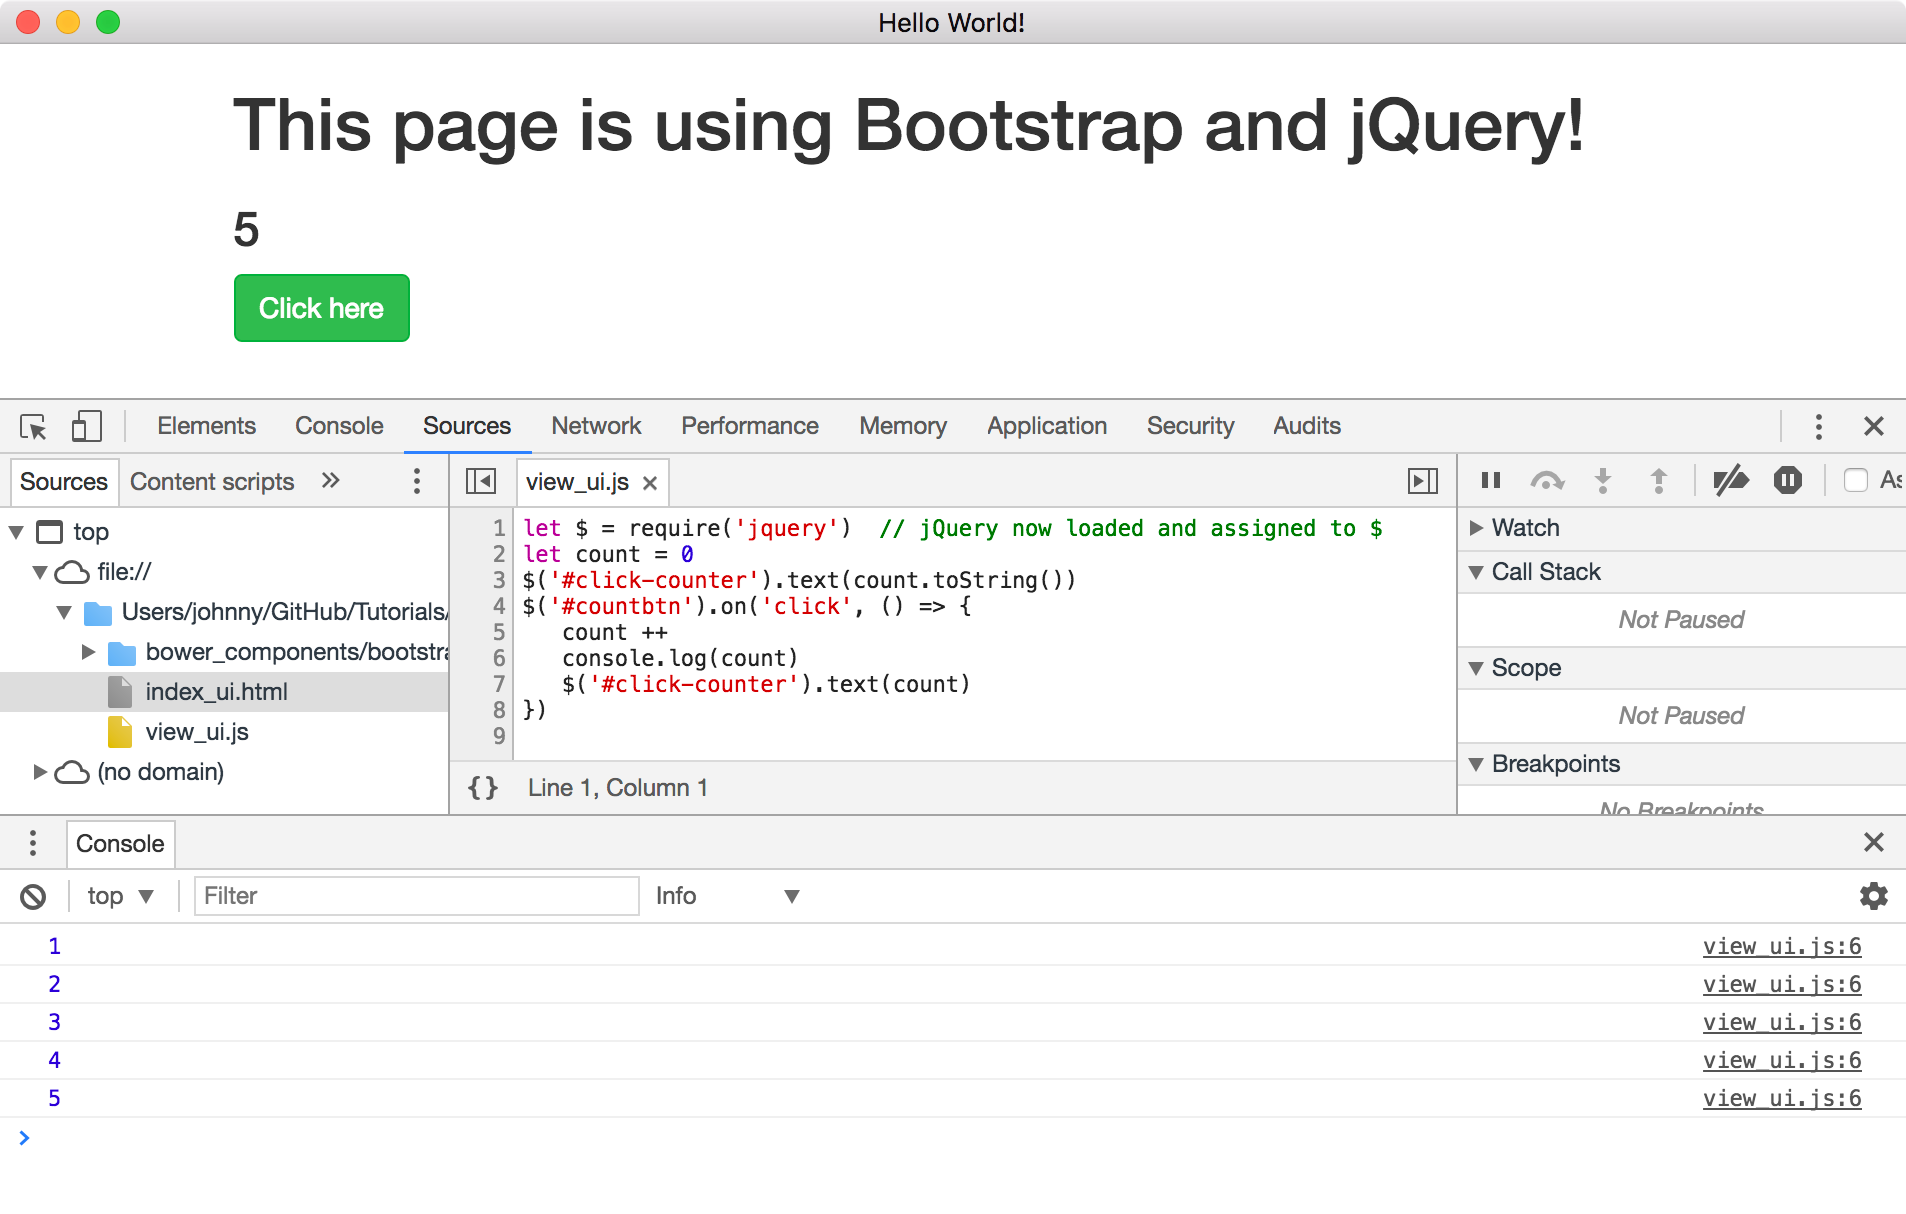 Hello World!
This page is using Bootstrap and jQuery!
5
Click here
Elements Console Sources Network Performance Memory Application Security Audits
Sources Content scripts »
top
file://
Users/johnny/GitHub/Tutorials/
bower_components/bootstra
index_ui.html
view_ui.js
(no domain)
view_ui.js ×
1 let $ = require('jquery')  // jQuery now loaded and assigned to $
2 let count = 0
3 $('#click-counter').text(count.toString())
4 $('#countbtn').on('click', () => {
5    count ++
6    console.log(count)
7    $('#click-counter').text(count)
8 })
9
{} Line 1, Column 1
As
Watch
Call Stack
Not Paused
Scope
Not Paused
Breakpoints
No Breakpoints
Console
top Filter Info
1 view_ui.js:6
2 view_ui.js:6
3 view_ui.js:6
4 view_ui.js:6
5 view_ui.js:6